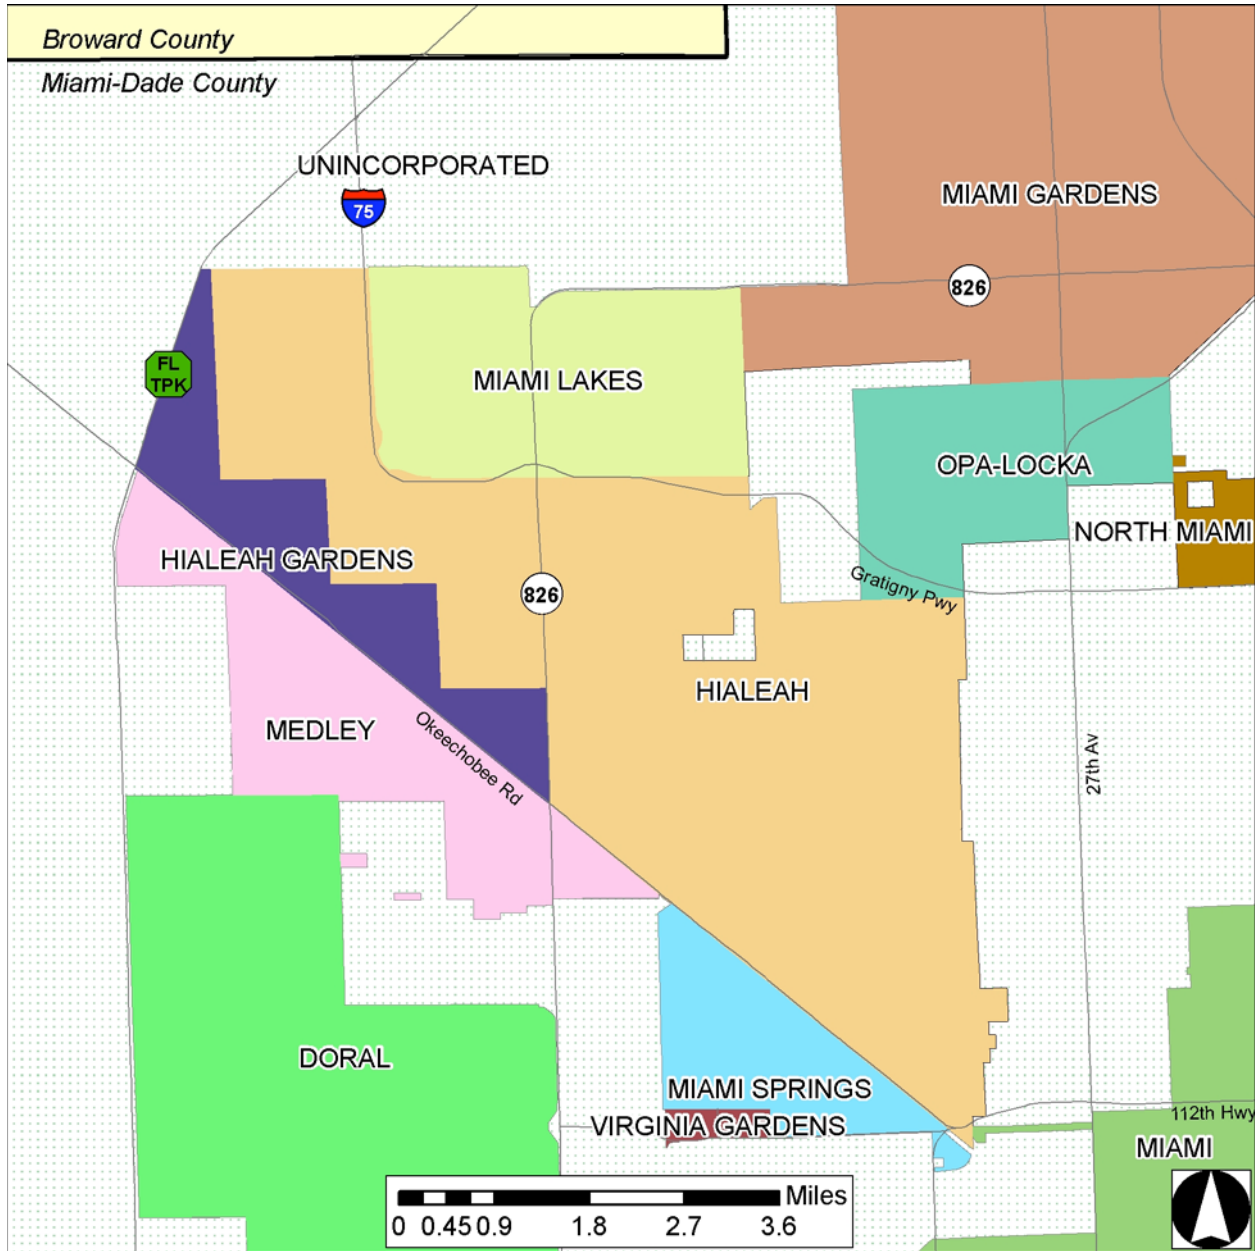 Broward County
Miami-Dade County
UNINCORPORATED
75
MIAMI GARDENS
826
FL
TPK
MIAMI LAKES
OPA-LOCKA
NORTH MIAMI
HIALEAH GARDENS
Gratigny Pwy
826
HIALEAH
MEDLEY
Okeechobee Rd
27th Av
DORAL
MIAMI SPRINGS
VIRGINIA GARDENS
112th Hwy
MIAMI
Miles
0 0.45 0.9 1.8 2.7 3.6